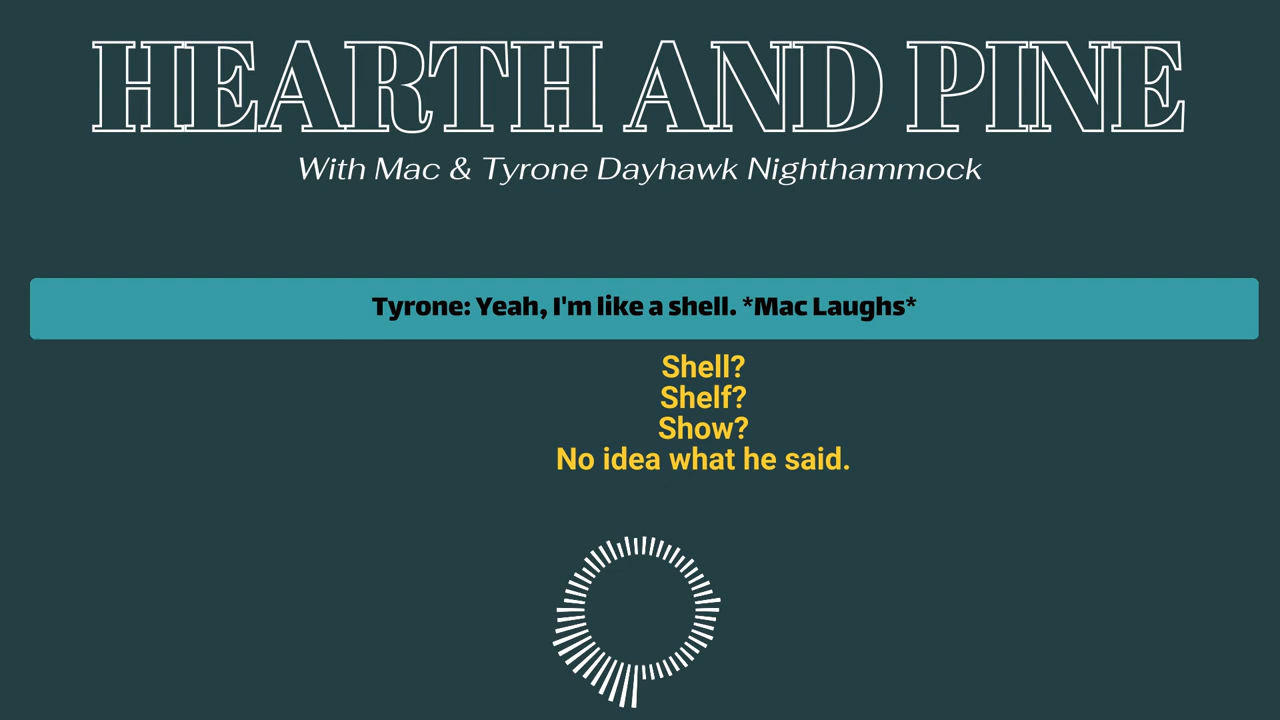 HEARTH AND PINE
With Mac & Tyrone Dayhawk Nighthammock
Tyrone: Yeah, I'm like a shell. *Mac Laughs*
Shell?
Shelf?
Show?
No idea what he said.